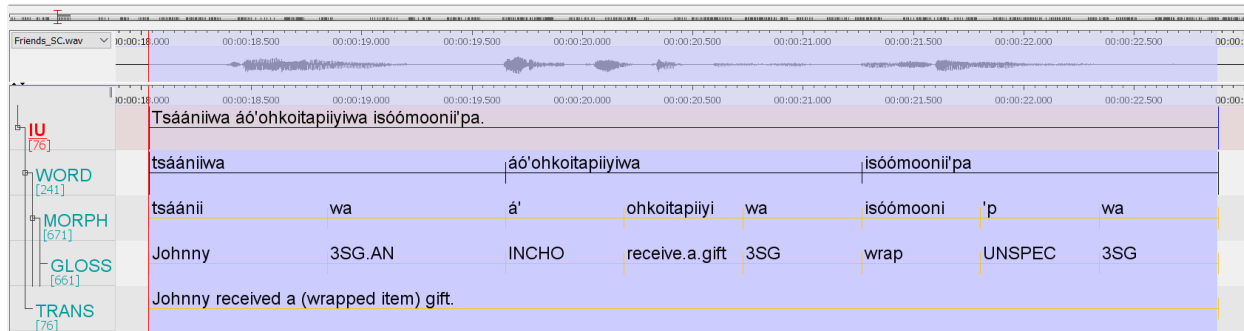 Friends_SC.wav
00:00:18.000 00:00:18.500 00:00:19.000 00:00:19.500 00:00:20.000 00:00:20.500 00:00:21.000 00:00:21.500 00:00:22.000 00:00:22.500 00:00:
00:00:18.000 00:00:18.500 00:00:19.000 00:00:19.500 00:00:20.000 00:00:20.500 00:00:21.000 00:00:21.500 00:00:22.000 00:00:22.500 00:00:
IU [76] Tsáániiwa áó'ohkoitapiiyiwa isóómoonii'pa.
WORD [241] tsáániiwa áó'ohkoitapiiyiwa isóómoonii'pa
MORPH [671] tsáánii wa á' ohkoitapiiyi wa isóómooni 'p wa
GLOSS [661] Johnny 3SG.AN INCHO receive.a.gift 3SG wrap UNSPEC 3SG
TRANS [76] Johnny received a (wrapped item) gift.